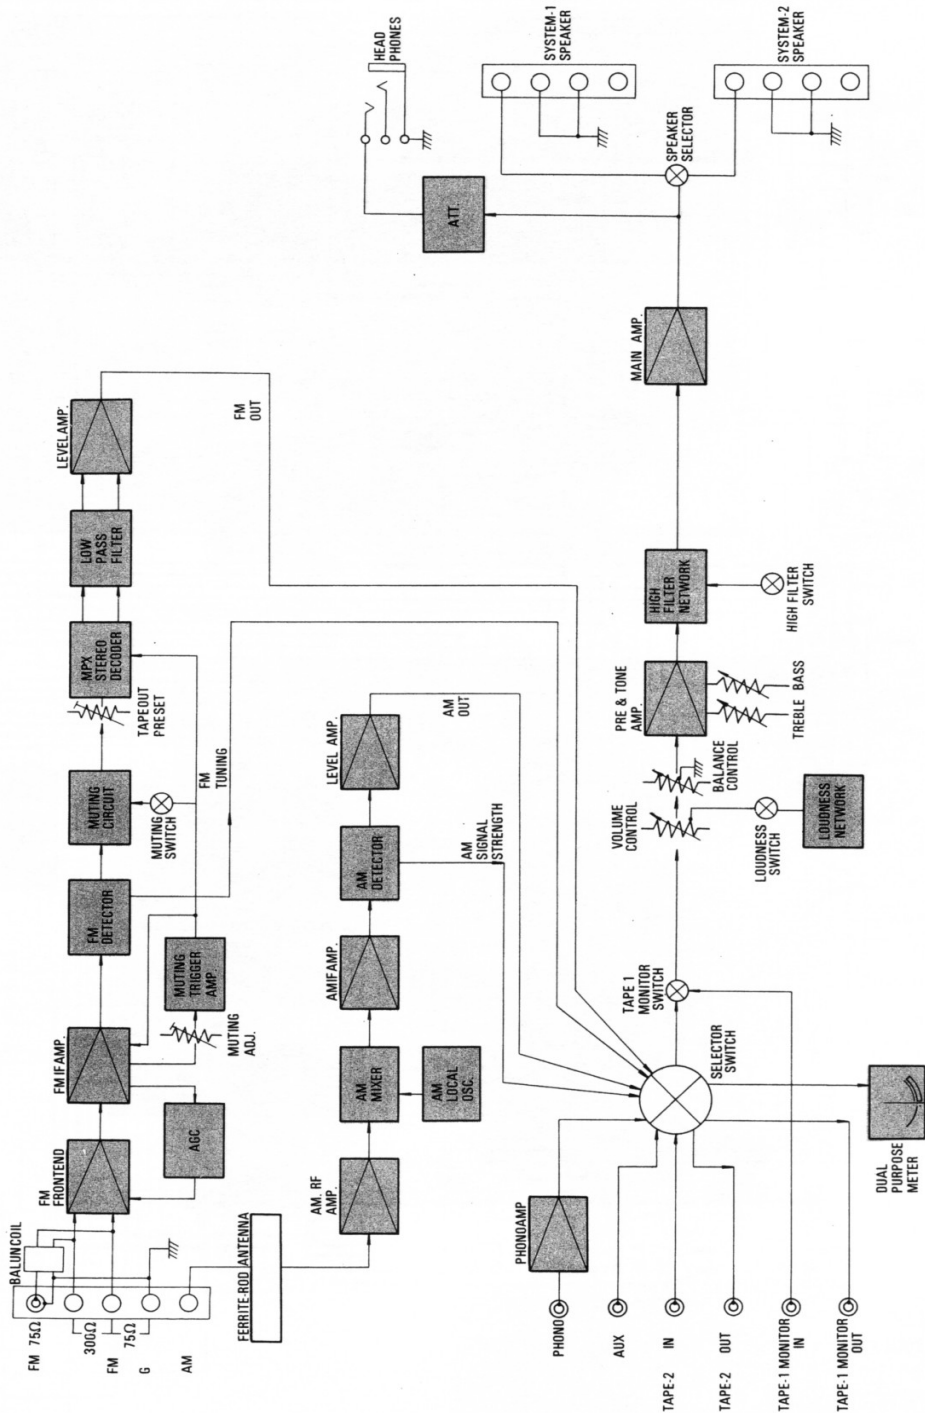 FM 75Ω
300Ω
FM 75Ω
G
AM
BALUNCOIL
FM
FRONTEND
AGC
FM IF AMP.
MUTING
ADJ.
MUTING
TRIGGER
AMP.
FM
DETECTOR
MUTING
CIRCUIT
MUTING
SWITCH
FM
TUNING
TAPEOUT
PRESET
MPX
STEREO
DECODER
LOW
PASS
FILTER
LEVEL AMP.
FM
OUT
FERRITE-ROD ANTENNA
AM. RF
AMP.
AM
MIXER
AM
LOCAL
OSC.
AM IF AMP.
AM
DETECTOR
AM
SIGNAL
STRENGTH
LEVEL AMP.
AM
OUT
PHONO
PHONO AMP
AUX
TAPE-2 IN
TAPE-2 OUT
TAPE-1 MONITOR
IN
TAPE-1 MONITOR
OUT
DUAL
PURPOSE
METER
SELECTOR
SWITCH
TAPE 1
MONITOR
SWITCH
VOLUME
CONTROL
LOUDNESS
SWITCH
LOUDNESS
NETWORK
BALANCE
CONTROL
PRE & TONE
AMP.
TREBLE
BASS
HIGH
FILTER
NETWORK
HIGH FILTER
SWITCH
MAIN AMP.
ATT.
HEAD
PHONES
SPEAKER
SELECTOR
SYSTEM-1
SPEAKER
SYSTEM-2
SPEAKER